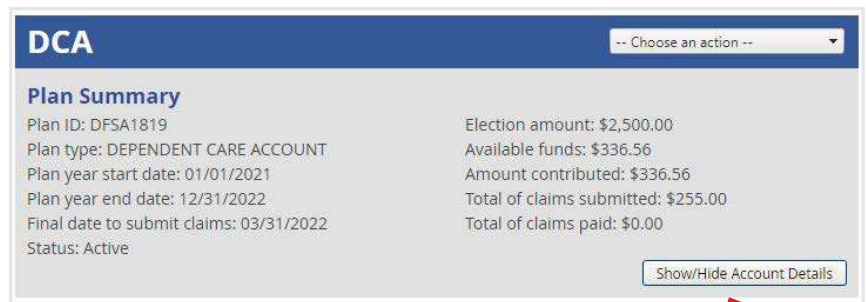 DCA
-- Choose an action --
Plan Summary
Plan ID: DFSA1819
Plan type: DEPENDENT CARE ACCOUNT
Plan year start date: 01/01/2021
Plan year end date: 12/31/2022
Final date to submit claims: 03/31/2022
Status: Active
Election amount: $2,500.00
Available funds: $336.56
Amount contributed: $336.56
Total of claims submitted: $255.00
Total of claims paid: $0.00
Show/Hide Account Details